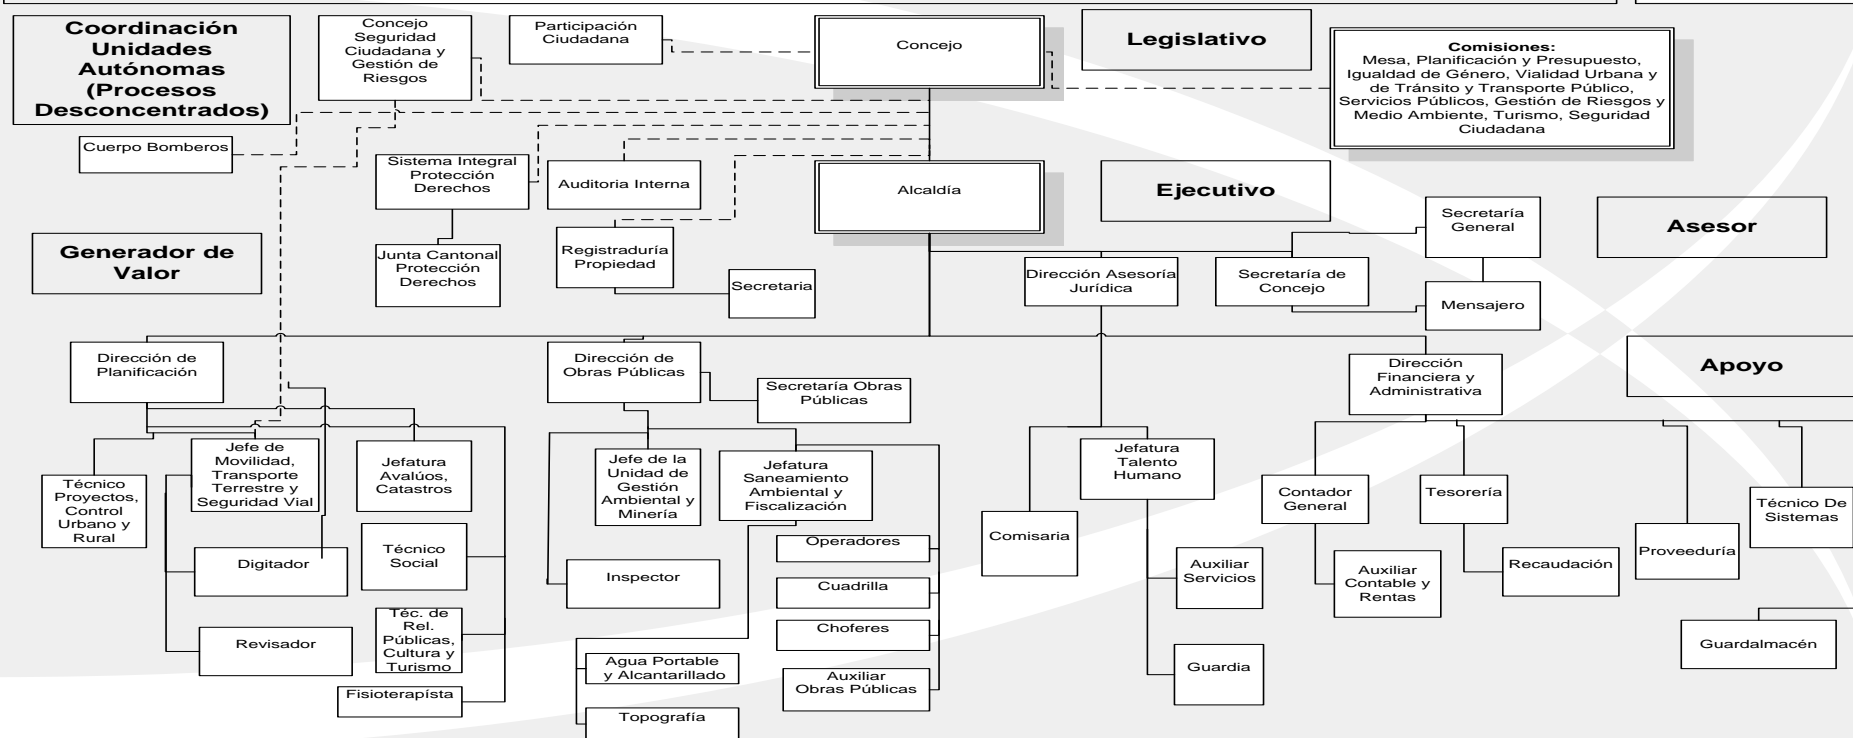 Coordinación
Unidades
Autónomas
(Procesos
Desconcentrados)
Concejo
Seguridad
Ciudadana y
Gestión de
Riesgos
Participación
Ciudadana
Concejo
Legislativo
Comisiones:
Mesa, Planificación y Presupuesto,
Igualdad de Género, Vialidad Urbana y
de Tránsito y Transporte Público,
Servicios Públicos, Gestión de Riesgos y
Medio Ambiente, Turismo, Seguridad
Ciudadana
Cuerpo Bomberos
Sistema Integral
Protección
Derechos
Auditoria Interna
Alcaldía
Ejecutivo
Secretaría
General
Asesor
Generador de
Valor
Junta Cantonal
Protección
Derechos
Registraduría
Propiedad
Secretaria
Dirección Asesoría
Jurídica
Secretaría de
Concejo
Mensajero
Dirección de
Planificación
Dirección de
Obras Públicas
Secretaría Obras
Públicas
Dirección
Financiera y
Administrativa
Apoyo
Técnico
Proyectos,
Control
Urbano y
Rural
Jefe de
Movilidad,
Transporte
Terrestre y
Seguridad Vial
Jefatura
Avalúos,
Catastros
Jefe de la
Unidad de
Gestión
Ambiental y
Minería
Jefatura
Saneamiento
Ambiental y
Fiscalización
Jefatura
Talento
Humano
Comisaria
Contador
General
Tesorería
Proveeduría
Técnico De
Sistemas
Digitador
Técnico
Social
Inspector
Operadores
Cuadrilla
Choferes
Auxiliar
Obras Públicas
Auxiliar
Servicios
Auxiliar
Contable y
Rentas
Recaudación
Revisador
Téc. de
Rel.
Públicas,
Cultura y
Turismo
Fisioterapísta
Agua Portable
y Alcantarillado
Topografía
Guardia
Guardalmacén